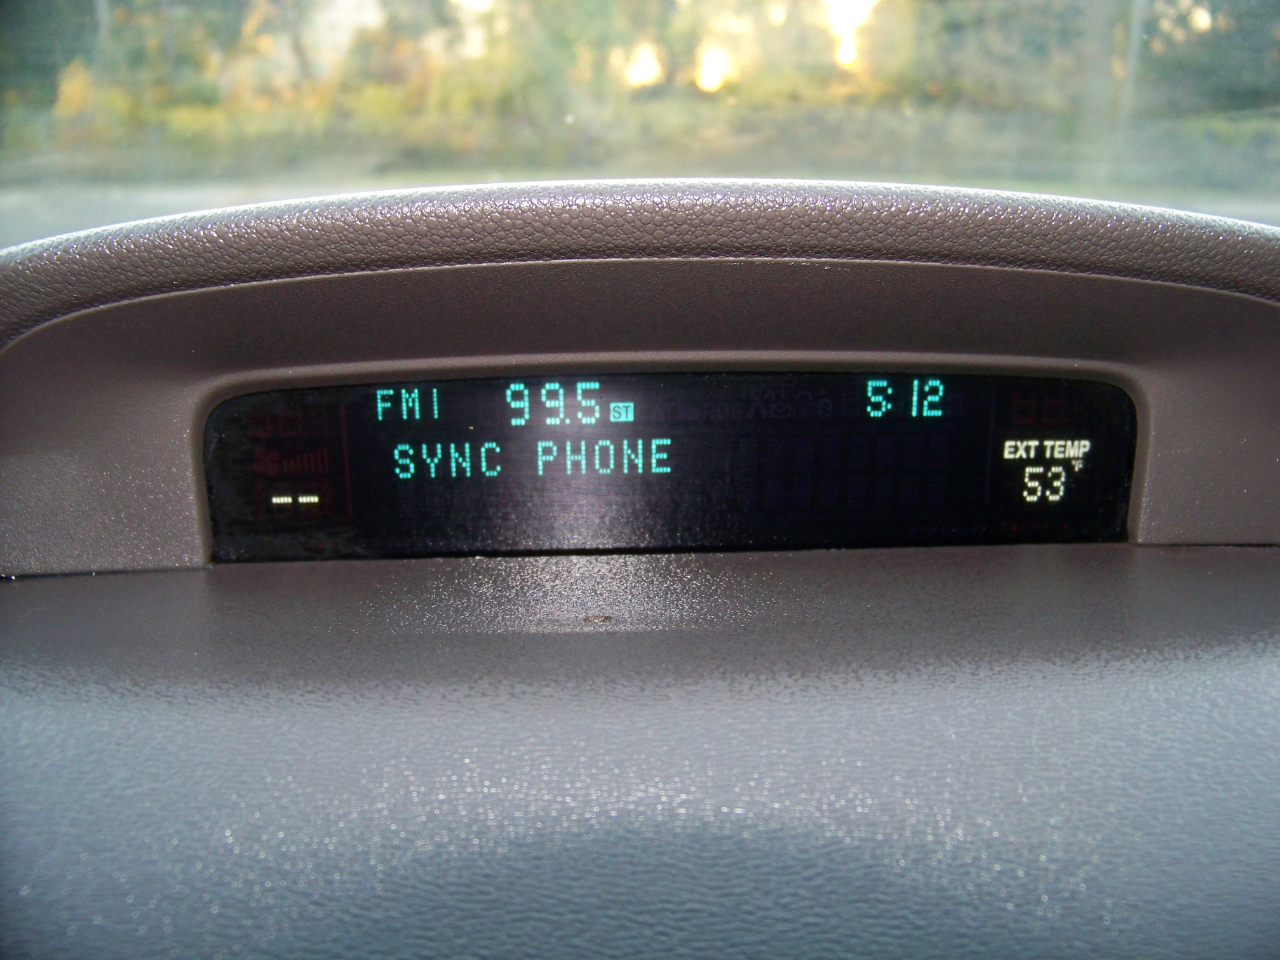 FM1 99.5 ST 5:12
SYNC PHONE
EXT TEMP
-- 53 °F